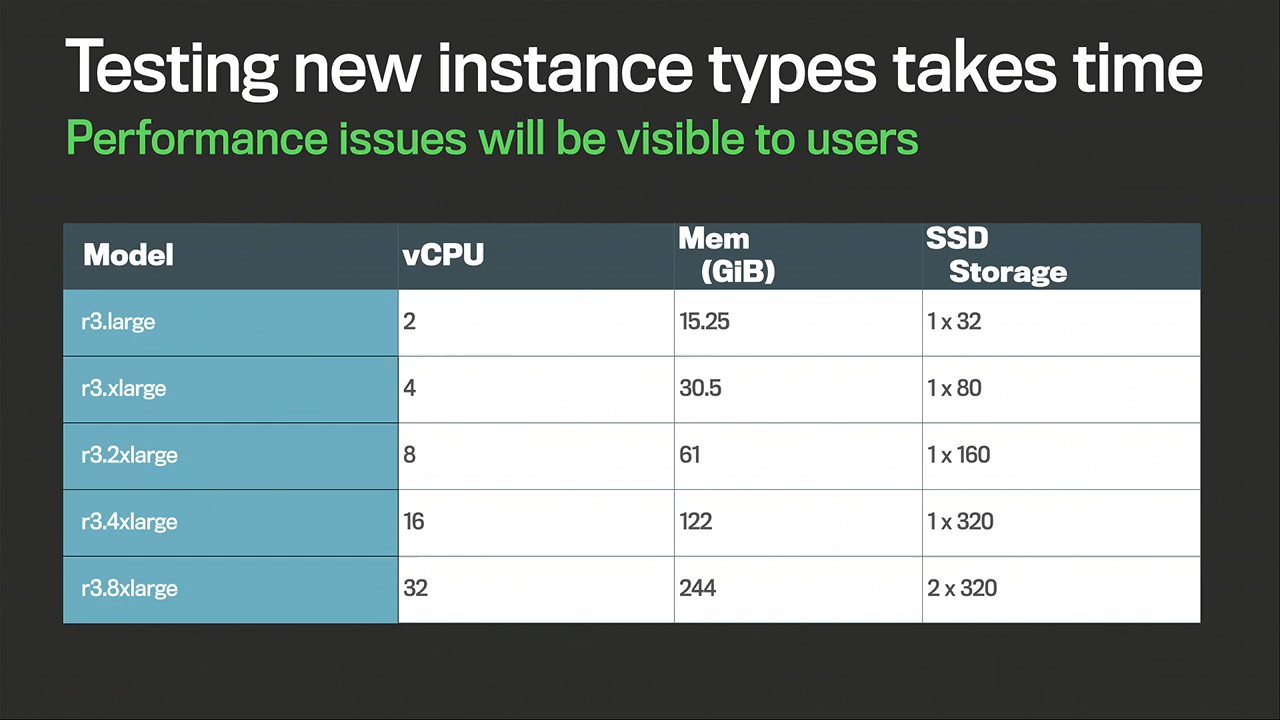 Testing new instance types takes time
Performance issues will be visible to users
Model vCPU Mem (GiB) SSD Storage
r3.large 2 15.25 1 x 32
r3.xlarge 4 30.5 1 x 80
r3.2xlarge 8 61 1 x 160
r3.4xlarge 16 122 1 x 320
r3.8xlarge 32 244 2 x 320